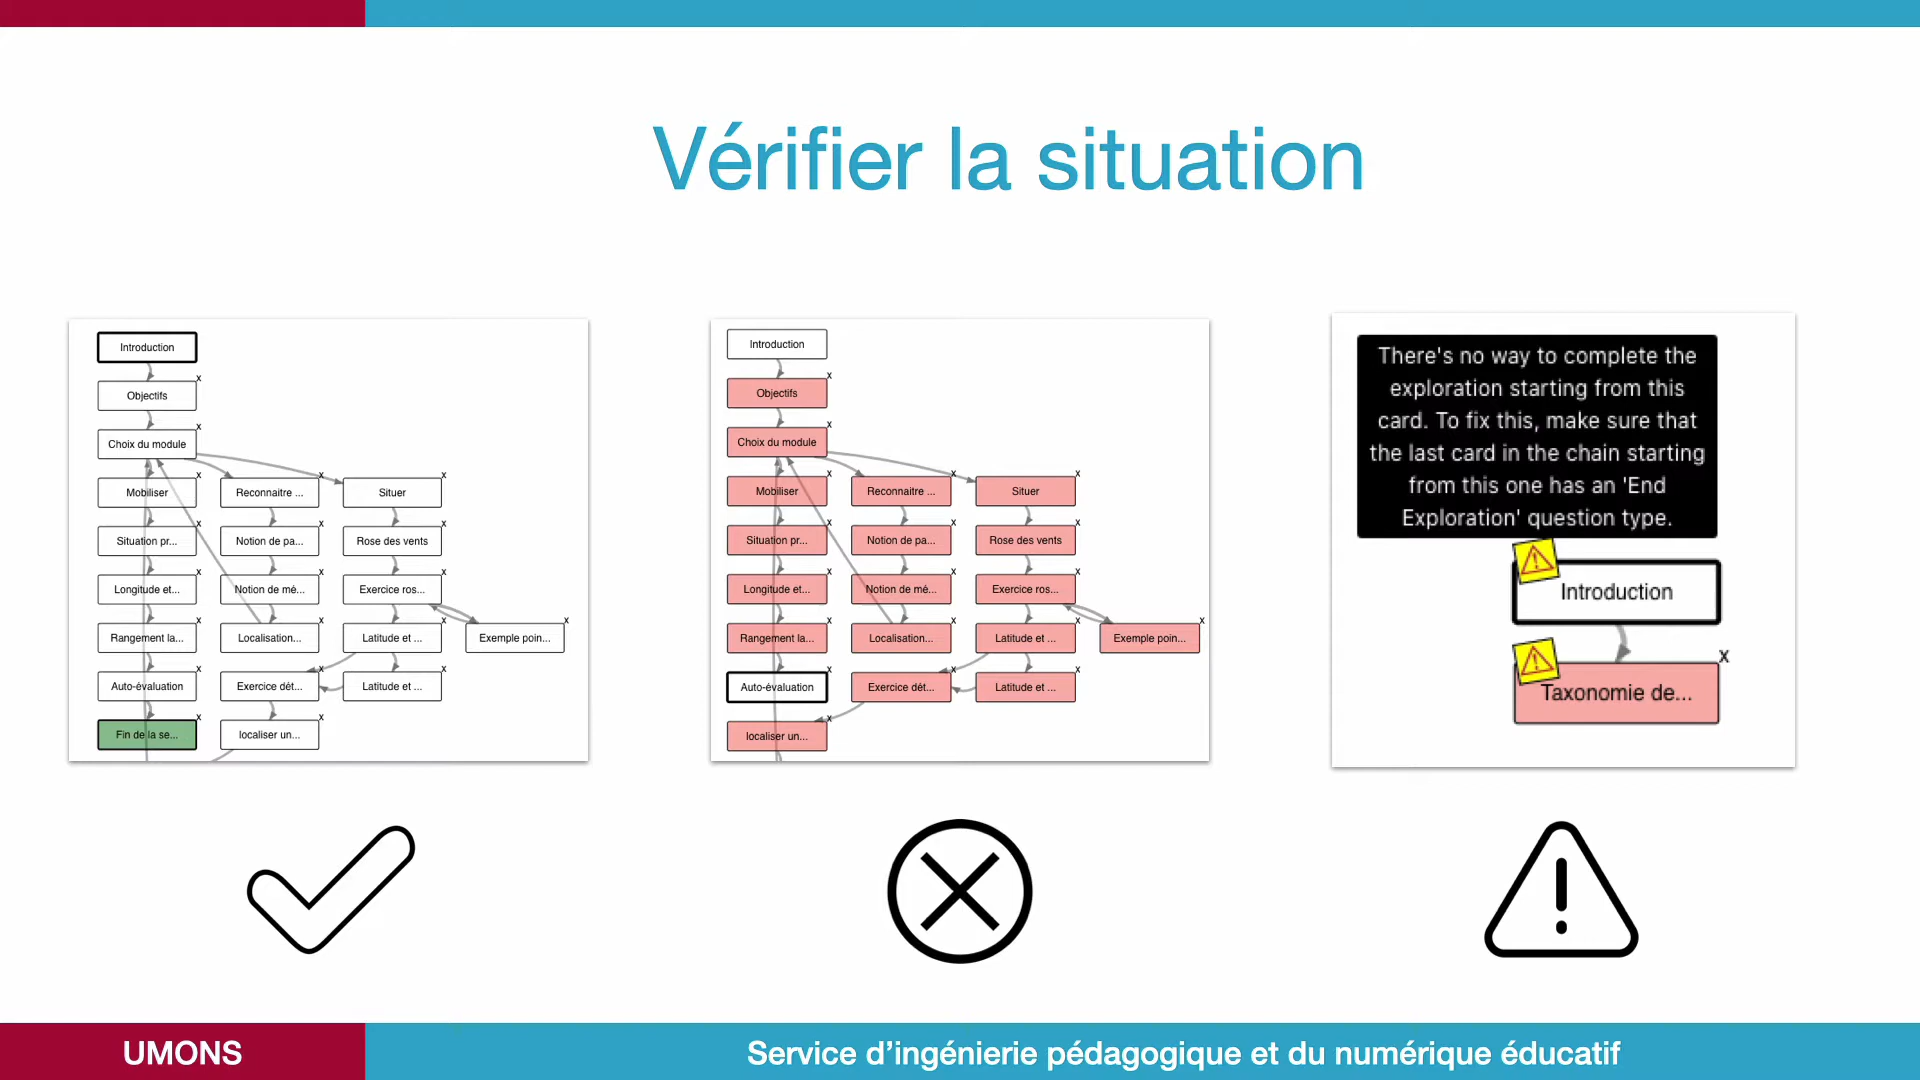 Vérifier la situation
Introduction
x
Objectifs
x
Choix du module
x
x
x
Mobiliser
Reconnaitre ...
Situer
x
x
x
Situation pr...
Notion de pa...
Rose des vents
x
x
x
Longitude et...
Notion de mé...
Exercice ros...
x
x
x
x
Rangement la...
Localisation...
Latitude et ...
Exemple poin...
x
x
x
Auto-évaluation
Exercice dét...
Latitude et ...
x
x
Fin de la se...
localiser un...
Introduction
x
Objectifs
x
Choix du module
x
x
x
Mobiliser
Reconnaitre ...
Situer
x
x
x
Situation pr...
Notion de pa...
Rose des vents
x
x
x
Longitude et...
Notion de mé...
Exercice ros...
x
x
x
x
Rangement la...
Localisation...
Latitude et ...
Exemple poin...
x
x
Auto-évaluation
Exercice dét...
Latitude et ...
x
localiser un...
There's no way to complete the
exploration starting from this
card. To fix this, make sure that
the last card in the chain starting
from this one has an 'End
Exploration' question type.
Introduction
x
Taxonomie de...
UMONS
Service d'ingénierie pédagogique et du numérique éducatif